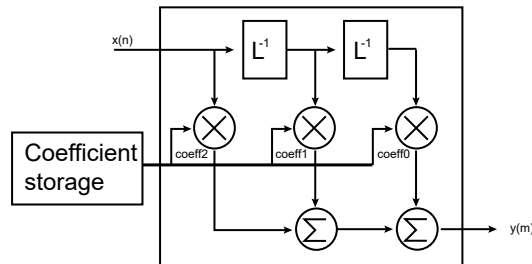 x(n)
L⁻¹
L⁻¹
Coefficient
storage
coeff2
coeff1
coeff0
Σ
Σ
y(m)